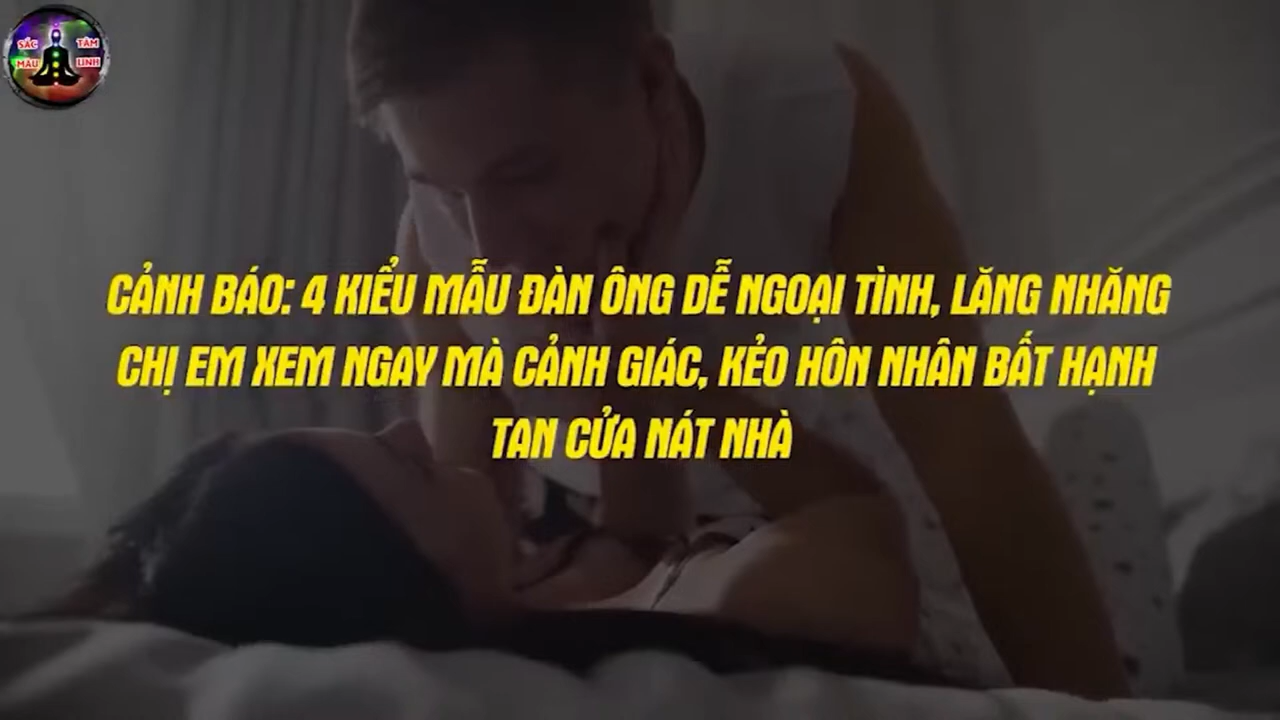 SẮC TÂM
MÀU LINH
CẢNH BÁO: 4 KIỂU MẪU ĐÀN ÔNG DỄ NGOẠI TÌNH, LĂNG NHĂNG
CHỊ EM XEM NGAY MÀ CẢNH GIÁC, KẺO HÔN NHÂN BẤT HẠNH
TAN CỬA NÁT NHÀ